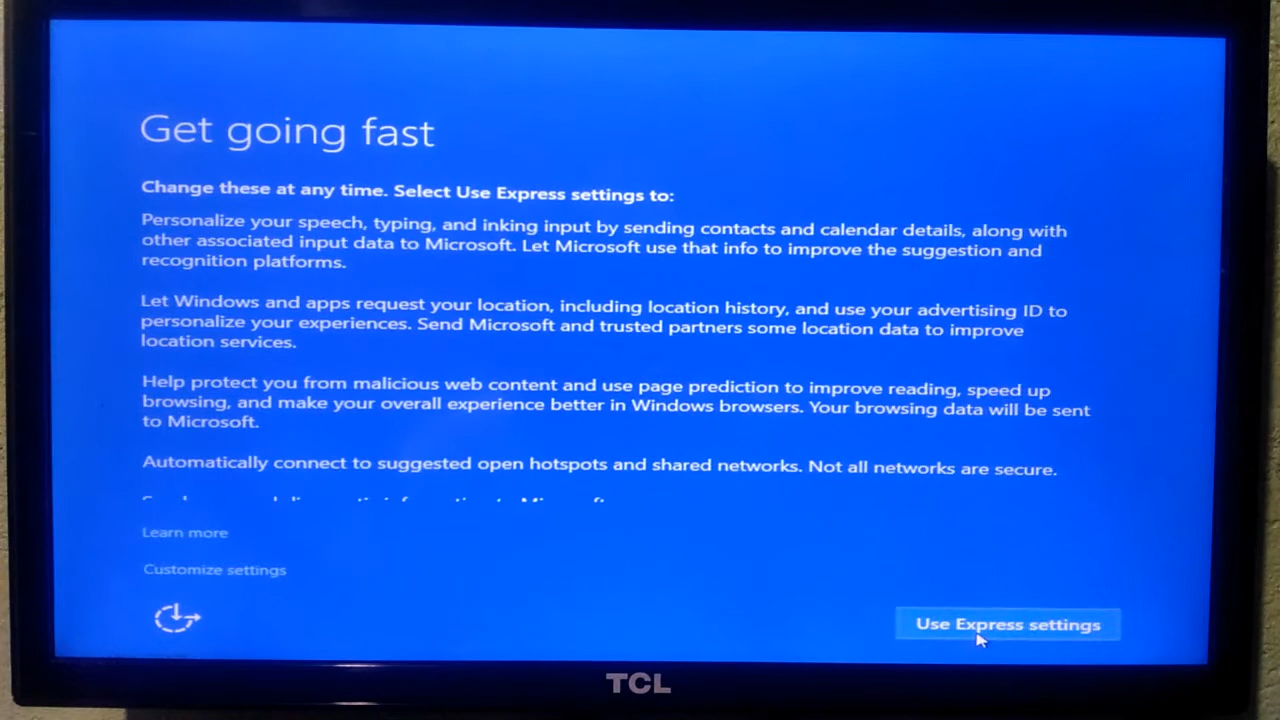 Get going fast
Change these at any time. Select Use Express settings to:
Personalize your speech, typing, and inking input by sending contacts and calendar details, along with
other associated input data to Microsoft. Let Microsoft use that info to improve the suggestion and
recognition platforms.
Let Windows and apps request your location, including location history, and use your advertising ID to
personalize your experiences. Send Microsoft and trusted partners some location data to improve
location services.
Help protect you from malicious web content and use page prediction to improve reading, speed up
browsing, and make your overall experience better in Windows browsers. Your browsing data will be sent
to Microsoft.
Automatically connect to suggested open hotspots and shared networks. Not all networks are secure.
Learn more
Customize settings
Use Express settings
TCL